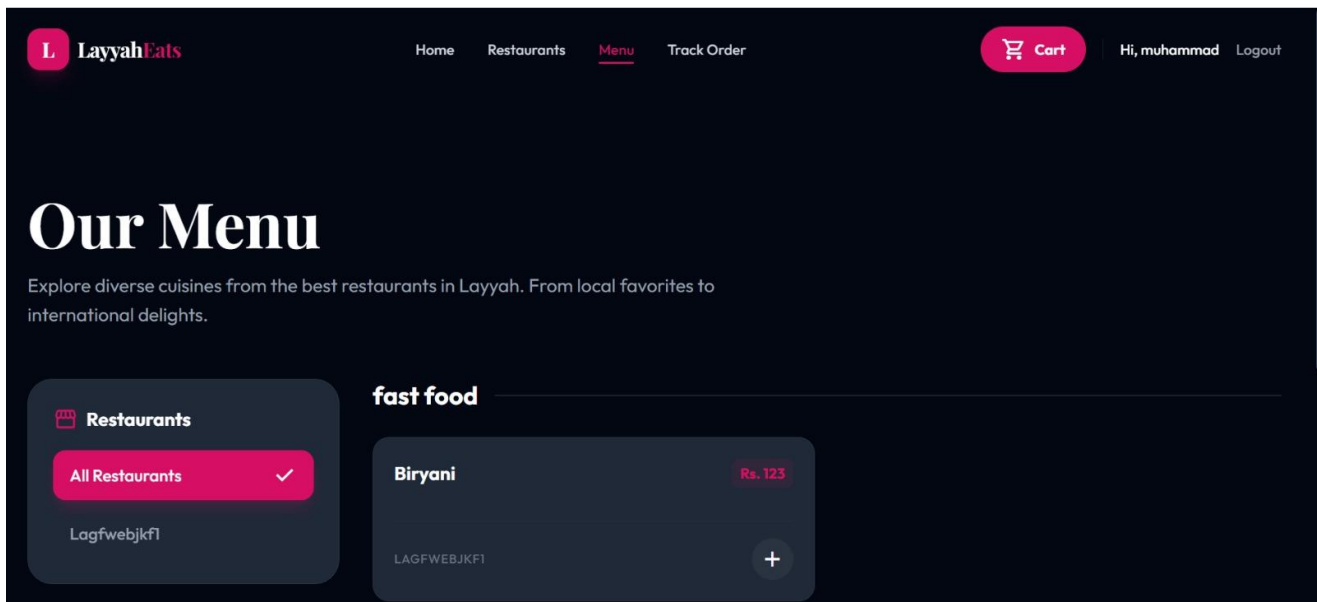 L LayyahEats
Home Restaurants Menu Track Order
Cart Hi, muhammad Logout
Our Menu
Explore diverse cuisines from the best restaurants in Layyah. From local favorites to
international delights.
Restaurants
All Restaurants
Lagfwebjkf1
fast food
Biryani Rs. 123
LAGFWEBJKF1